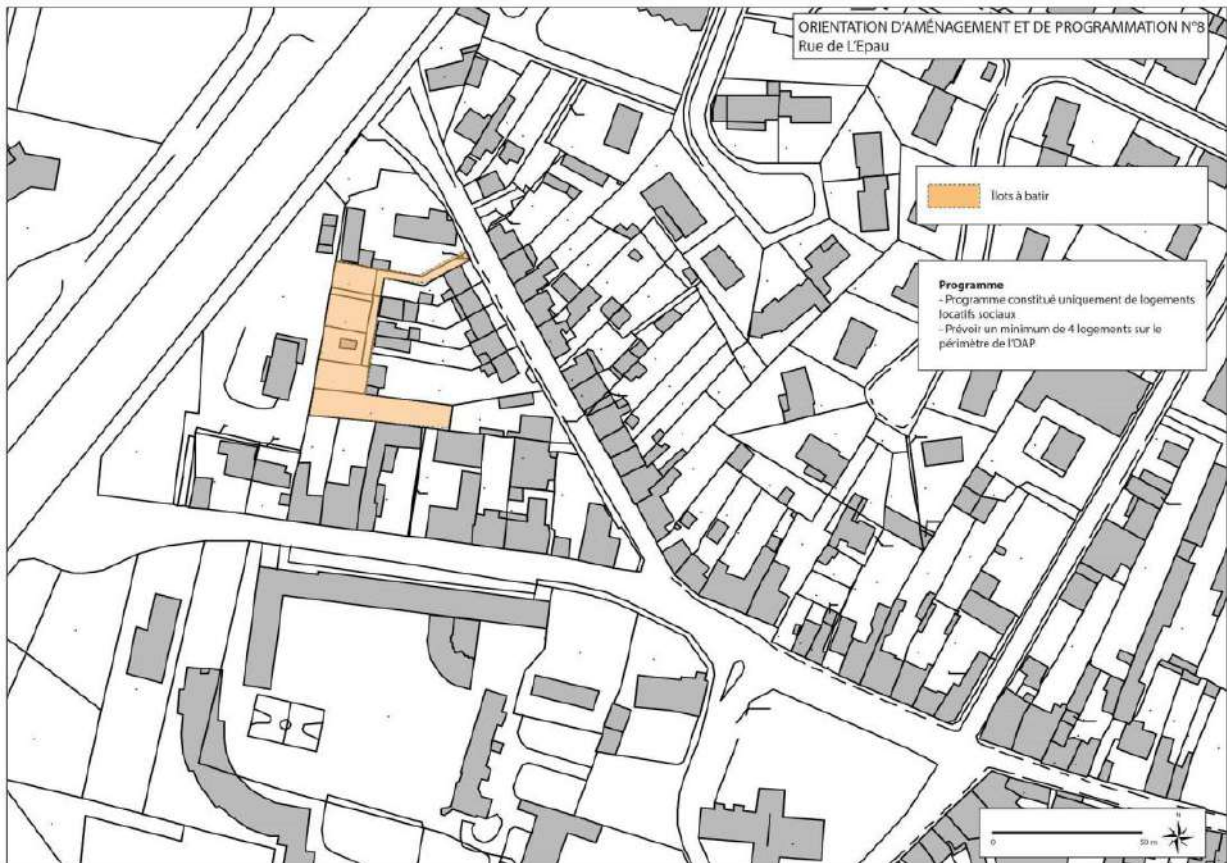 ORIENTATION D'AMÉNAGEMENT ET DE PROGRAMMATION N°8
Rue de L'Epau
Ilots à batir
Programme
- Programme constitué uniquement de logements
locatifs sociaux
- Prévoir un minimum de 4 logements sur le
périmètre de l'OAP
N
0 50 m